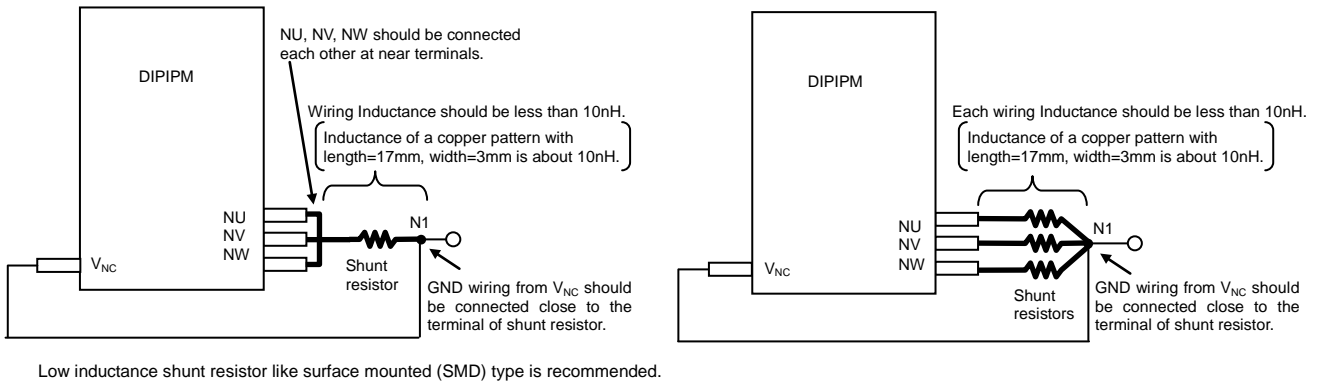 NU, NV, NW should be connected
each other at near terminals.
DIPIPM
Wiring Inductance should be less than 10nH.
Inductance of a copper pattern with
length=17mm, width=3mm is about 10nH.
NU
NV
NW
N1
VNC
Shunt
resistor
GND wiring from VNC should
be connected close to the
terminal of shunt resistor.
DIPIPM
Each wiring Inductance should be less than 10nH.
Inductance of a copper pattern with
length=17mm, width=3mm is about 10nH.
NU
NV
NW
N1
VNC
Shunt
resistors
GND wiring from VNC should
be connected close to the
terminal of shunt resistor.
Low inductance shunt resistor like surface mounted (SMD) type is recommended.